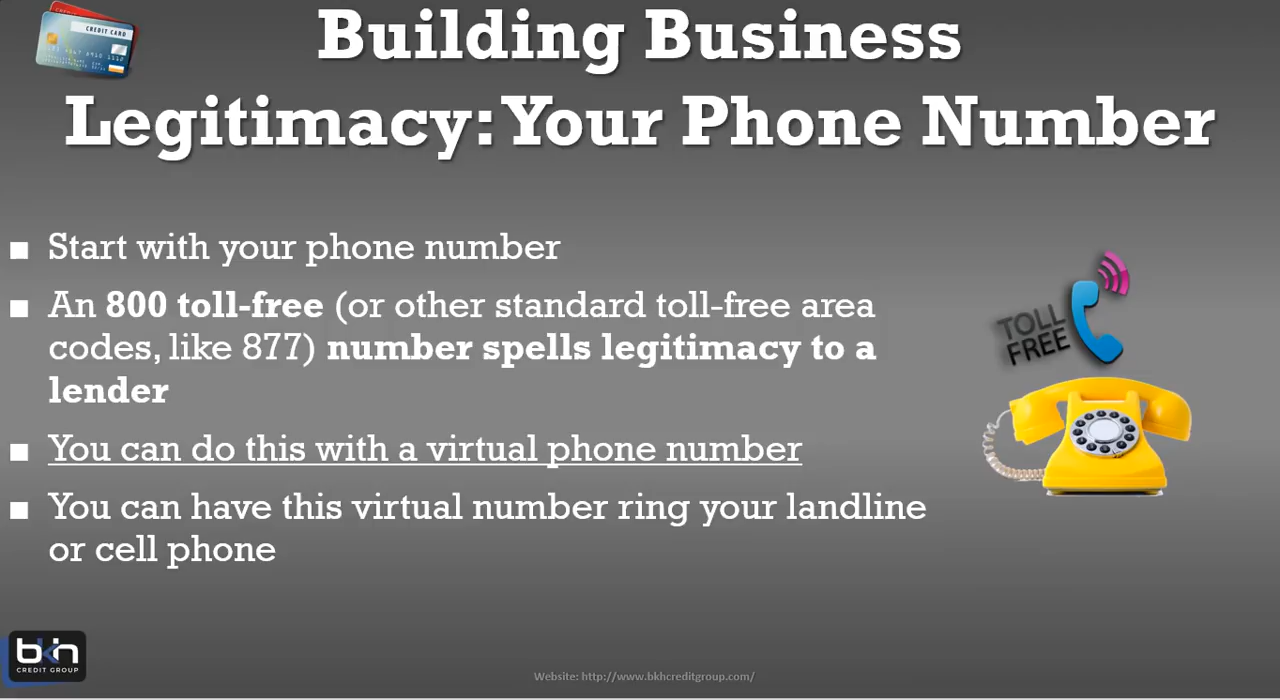 CREDIT CARD
Building Business
Legitimacy: Your Phone Number
■ Start with your phone number
■ An 800 toll-free (or other standard toll-free area
codes, like 877) number spells legitimacy to a
lender
■ You can do this with a virtual phone number
■ You can have this virtual number ring your landline
or cell phone
TOLL
FREE
bkh
CREDIT GROUP
Website: http://www.bkhcreditgroup.com/